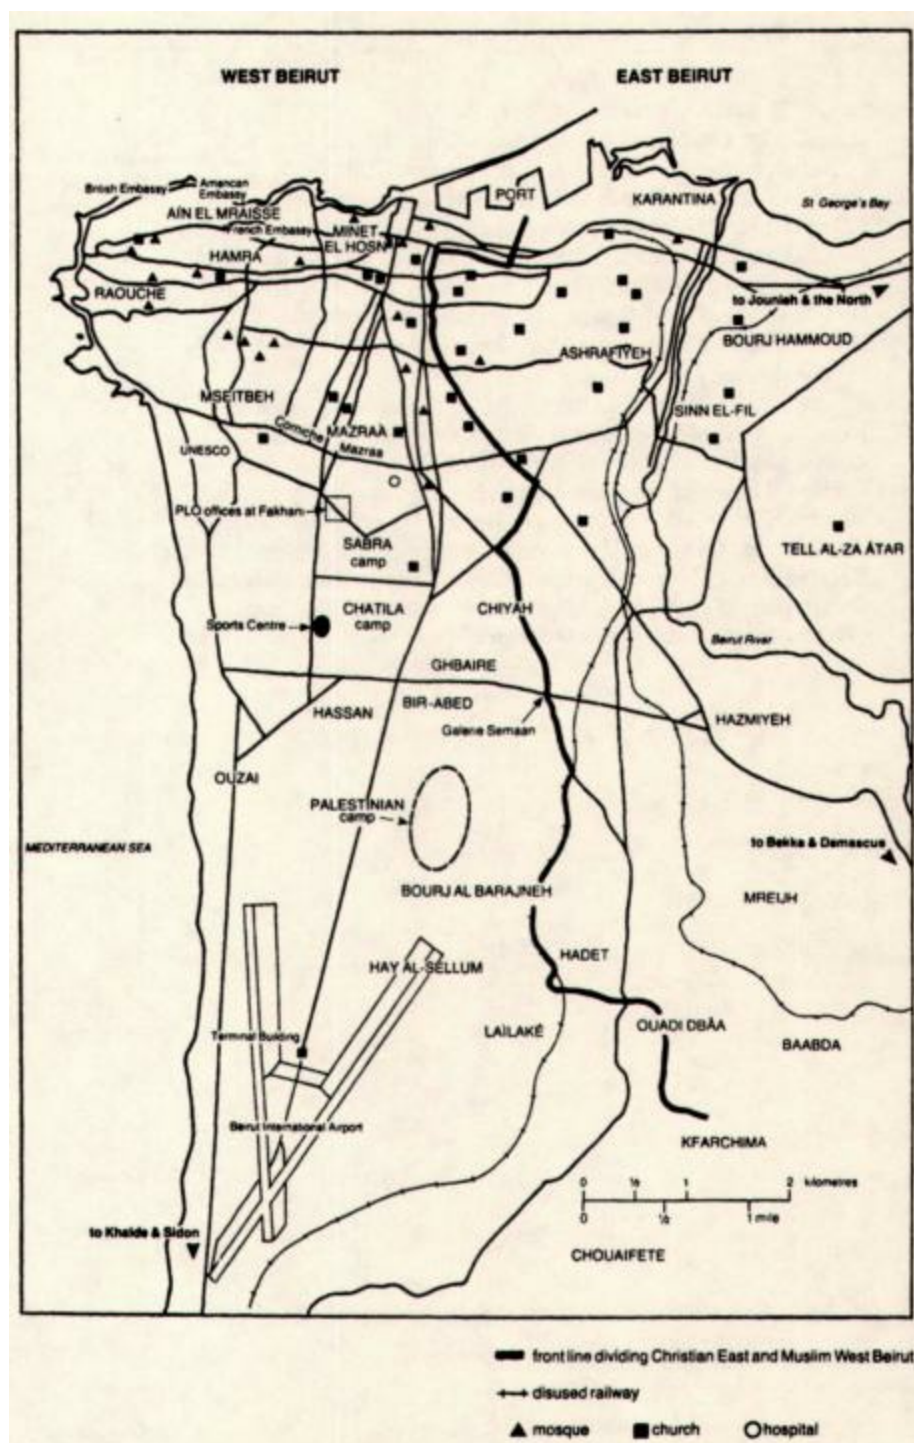 WEST BEIRUT
EAST BEIRUT
British Embassy
American
Embassy
AÏN EL MRAISSE
French Embassy
MINET
EL HOSN
HAMRA
RAOUCHE
PORT
KARANTINA
St George's Bay
to Jounieh & the North
BOURJ HAMMOUD
ASHRAFIYEH
MSEITBEH
Corniche
Mazraa
MAZRAÀ
SINN EL-FIL
UNESCO
PLO offices at Fakhani
SABRA
camp
TELL AL-ZA ÀTAR
Sports Centre
CHATILA
camp
CHIYAH
Beirut River
GHBAIRE
HASSAN
BIR-ABED
Galerie Semaan
HAZMIYEH
OUZAI
PALESTINIAN
camp
MEDITERRANEAN SEA
to Bekka & Damascus
BOURJ AL BARAJNEH
MREIJH
HADET
HAY AL-SELLUM
Terminal Building
LAÏLAKÉ
OUADI DBÂA
BAABDA
Beirut International Airport
KFARCHIMA
0 ½ 1 2 kilometres
0 ½ 1 mile
to Khalde & Sidon
CHOUAIFETE
front line dividing Christian East and Muslim West Beirut
disused railway
mosque
church
hospital